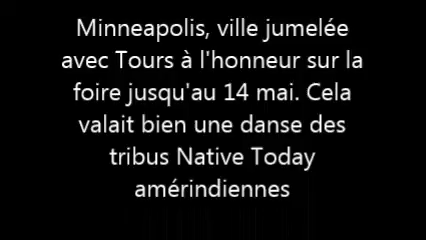 Minneapolis, ville jumelée
avec Tours à l'honneur sur la
foire jusqu'au 14 mai. Cela
valait bien une danse des
tribus Native Today
amérindiennes